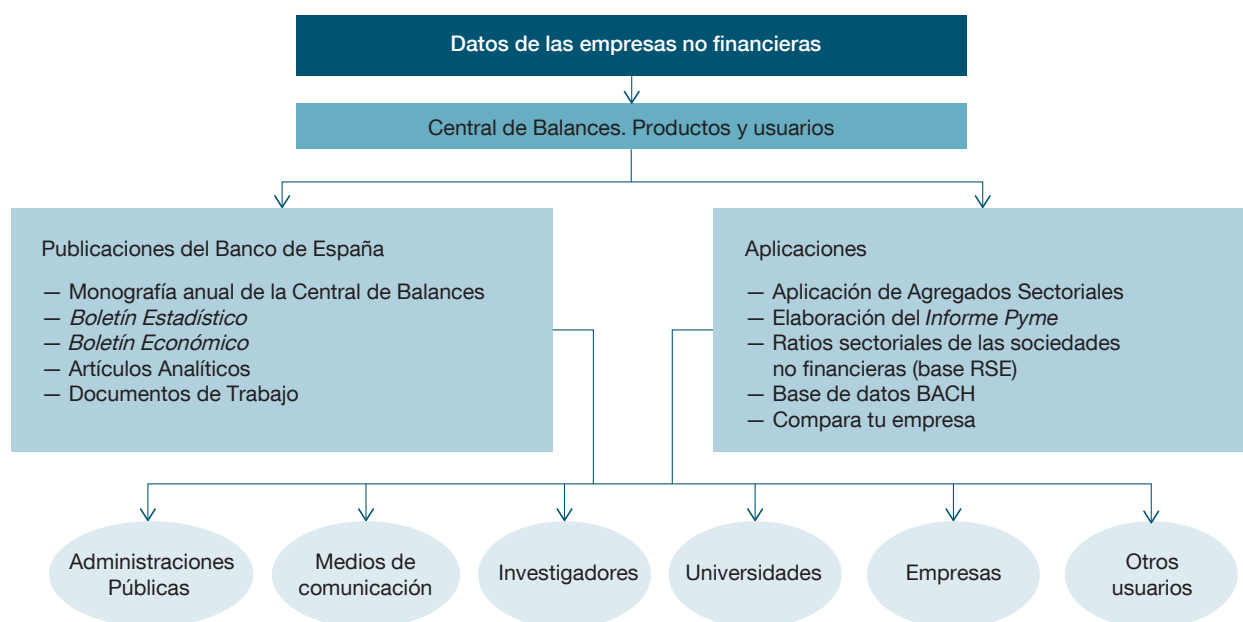 Datos de las empresas no financieras
Central de Balances. Productos y usuarios
Publicaciones del Banco de España
— Monografía anual de la Central de Balances
— Boletín Estadístico
— Boletín Económico
— Artículos Analíticos
— Documentos de Trabajo
Aplicaciones
— Aplicación de Agregados Sectoriales
— Elaboración del Informe Pyme
— Ratios sectoriales de las sociedades
no financieras (base RSE)
— Base de datos BACH
— Compara tu empresa
Administraciones
Públicas
Medios de
comunicación
Investigadores
Universidades
Empresas
Otros
usuarios